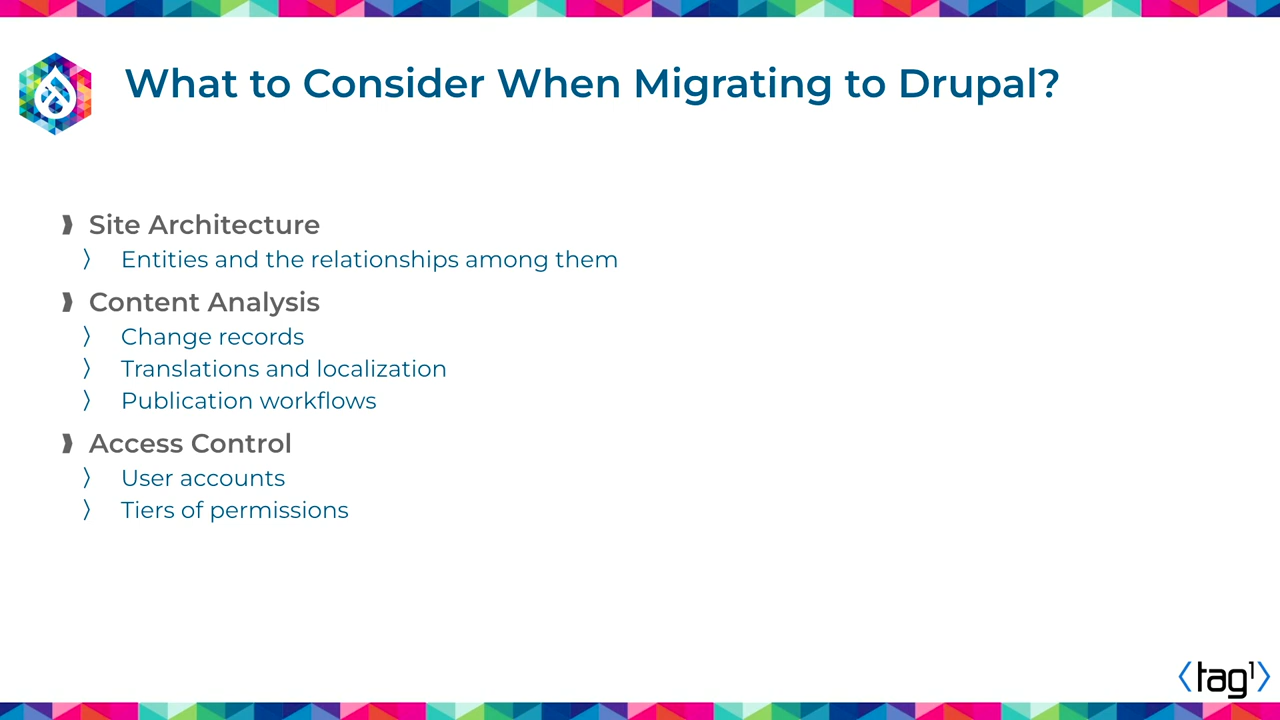 What to Consider When Migrating to Drupal?
Site Architecture
Entities and the relationships among them
Content Analysis
Change records
Translations and localization
Publication workflows
Access Control
User accounts
Tiers of permissions
tag1